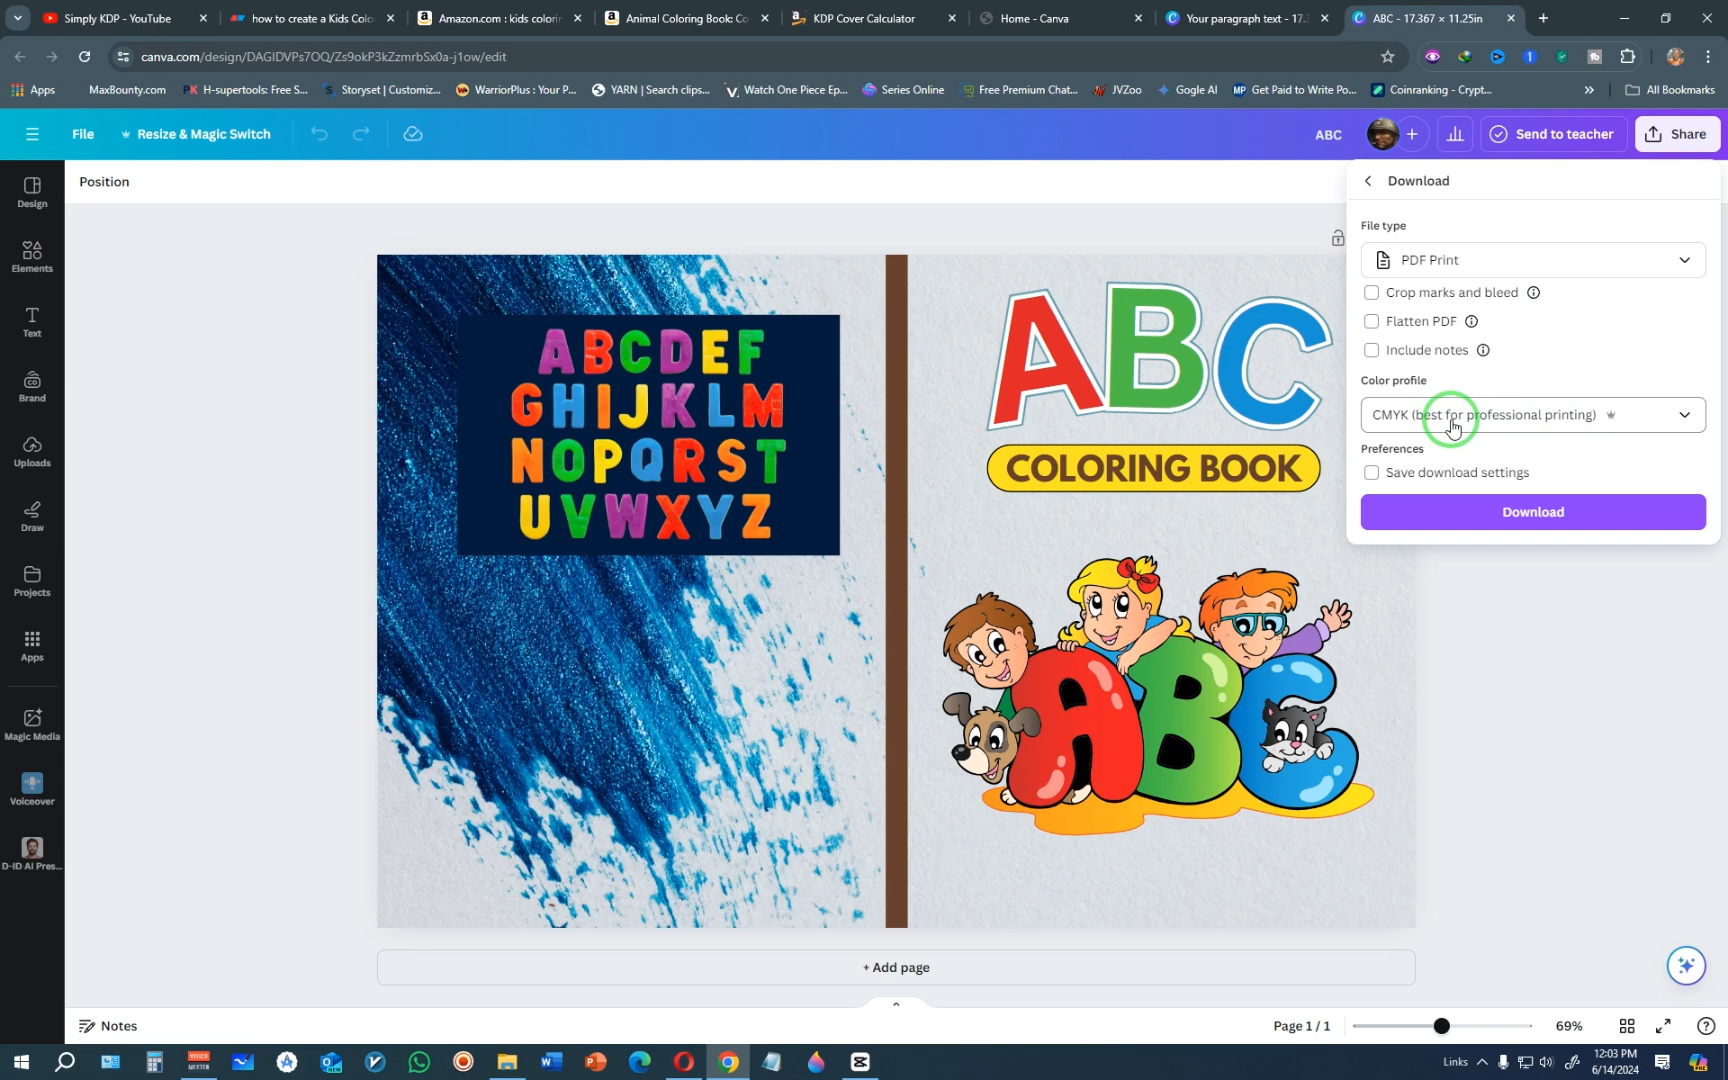 Simply KDP - YouTube
how to create a Kids Colo
Amazon.com : kids colorin
Animal Coloring Book: Co
KDP Cover Calculator
Home - Canva
Your paragraph text - 17.3
ABC - 17.367 × 11.25in
canva.com/design/DAGIDVPs7OQ/Zs9okP3kZzmrbSx0a-j1ow/edit
Apps
MaxBounty.com
H-supertools: Free S...
Storyset | Customiz...
WarriorPlus : Your P...
YARN | Search clips...
Watch One Piece Ep...
Series Online
Free Premium Chat...
JVZoo
Gogle AI
Get Paid to Write Po...
Coinranking - Crypt...
All Bookmarks
File
Resize & Magic Switch
ABC
Send to teacher
Share
Design
Elements
Text
Brand
Uploads
Draw
Projects
Apps
Magic Media
Voiceover
D-ID AI Pres...
Position
ABCDEF
GHIJKLM
NOPQRST
UVWXYZ
ABC
COLORING BOOK
ABC
Download
File type
PDF Print
Crop marks and bleed
Flatten PDF
Include notes
Color profile
CMYK (best for professional printing)
Preferences
Save download settings
Download
+ Add page
Notes
Page 1 / 1
69%
Links
12:03 PM
6/14/2024